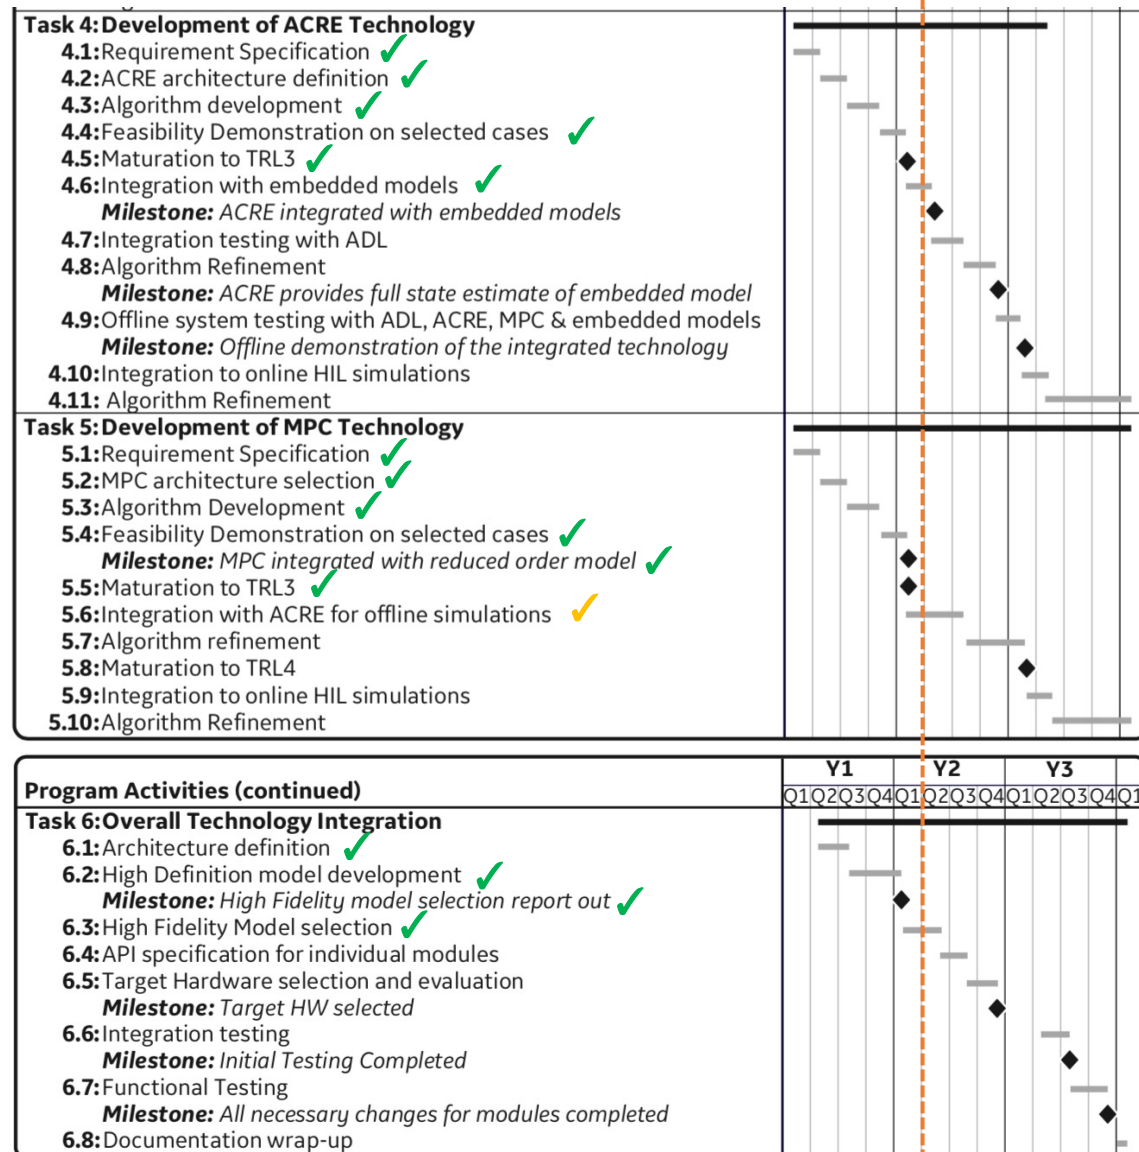 Task 4:Development of ACRE Technology
4.1:Requirement Specification
4.2:ACRE architecture definition
4.3:Algorithm development
4.4:Feasibility Demonstration on selected cases
4.5:Maturation to TRL3
4.6:Integration with embedded models
Milestone: ACRE integrated with embedded models
4.7:Integration testing with ADL
4.8:Algorithm Refinement
Milestone: ACRE provides full state estimate of embedded model
4.9:Offline system testing with ADL, ACRE, MPC & embedded models
Milestone: Offline demonstration of the integrated technology
4.10:Integration to online HIL simulations
4.11: Algorithm Refinement
Task 5:Development of MPC Technology
5.1:Requirement Specification
5.2:MPC architecture selection
5.3:Algorithm Development
5.4:Feasibility Demonstration on selected cases
Milestone: MPC integrated with reduced order model
5.5:Maturation to TRL3
5.6:Integration with ACRE for offline simulations
5.7:Algorithm refinement
5.8:Maturation to TRL4
5.9:Integration to online HIL simulations
5.10:Algorithm Refinement
Y1 Y2 Y3
Program Activities (continued)
Q1 Q2 Q3 Q4 Q1 Q2 Q3 Q4 Q1 Q2 Q3 Q4 Q1
Task 6:Overall Technology Integration
6.1:Architecture definition
6.2:High Definition model development
Milestone: High Fidelity model selection report out
6.3:High Fidelity Model selection
6.4:API specification for individual modules
6.5:Target Hardware selection and evaluation
Milestone: Target HW selected
6.6:Integration testing
Milestone: Initial Testing Completed
6.7:Functional Testing
Milestone: All necessary changes for modules completed
6.8:Documentation wrap-up